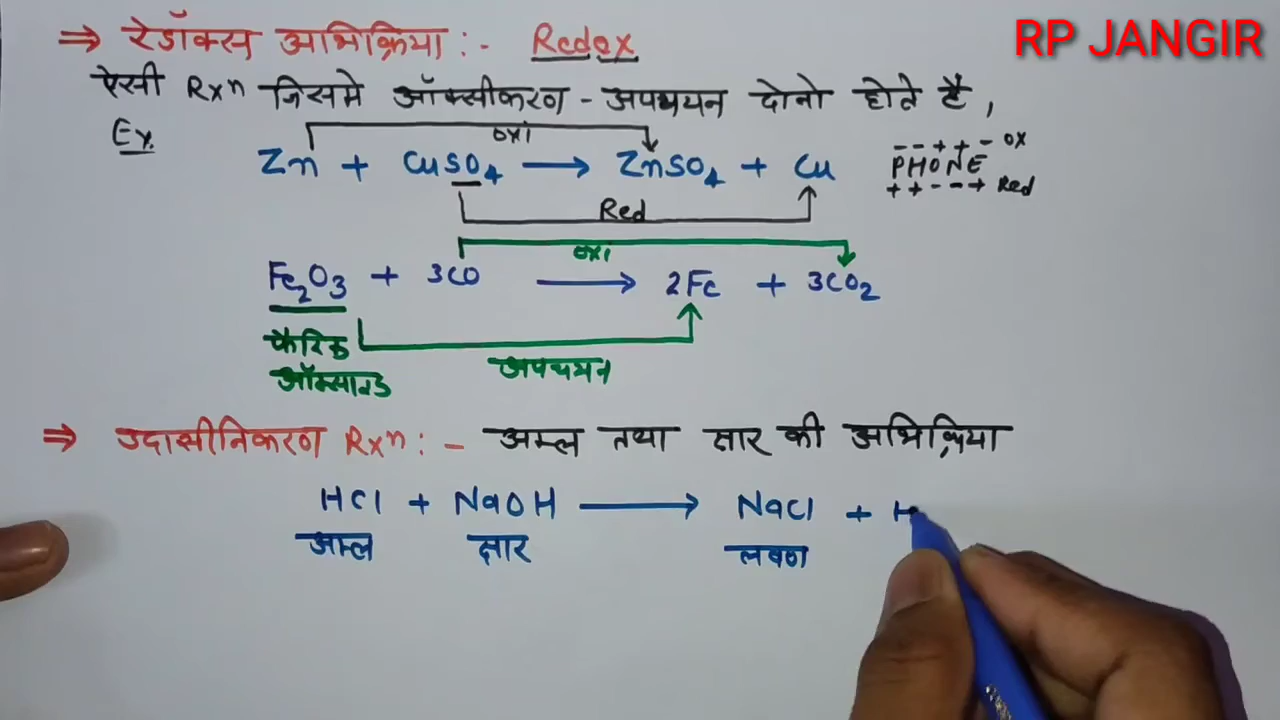 RP JANGIR
⇒ रेडॉक्स अभिक्रिया :- Redox
ऐसी Rxⁿ जिसमे ऑक्सीकरण - अपचयन दोनो होते है,
Ex.
oxi
Zn + CuSO₄ ⟶ ZnSO₄ + Cu
Red
- - + + - ox
PHONE
+ + - - + Red
oxi
Fe₂O₃ + 3CO ⟶ 2Fe + 3CO₂
फैरिक
ऑक्साइड
अपचयन
⇒ उदासीनिकरण Rxⁿ :- अम्ल तथा क्षार की अभिक्रिया
HCl + NaOH ⟶ NaCl + H
अम्ल क्षार लवण